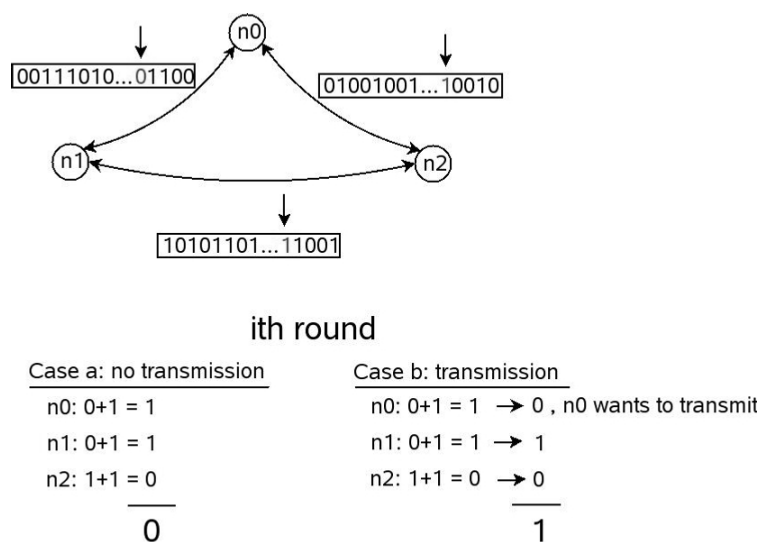 n0
00111010...01100
01001001...10010
n1
n2
10101101...11001
ith round
Case a: no transmission
n0: 0+1 = 1
n1: 0+1 = 1
n2: 1+1 = 0
0
Case b: transmission
n0: 0+1 = 1 → 0 , n0 wants to transmit
n1: 0+1 = 1 → 1
n2: 1+1 = 0 → 0
1